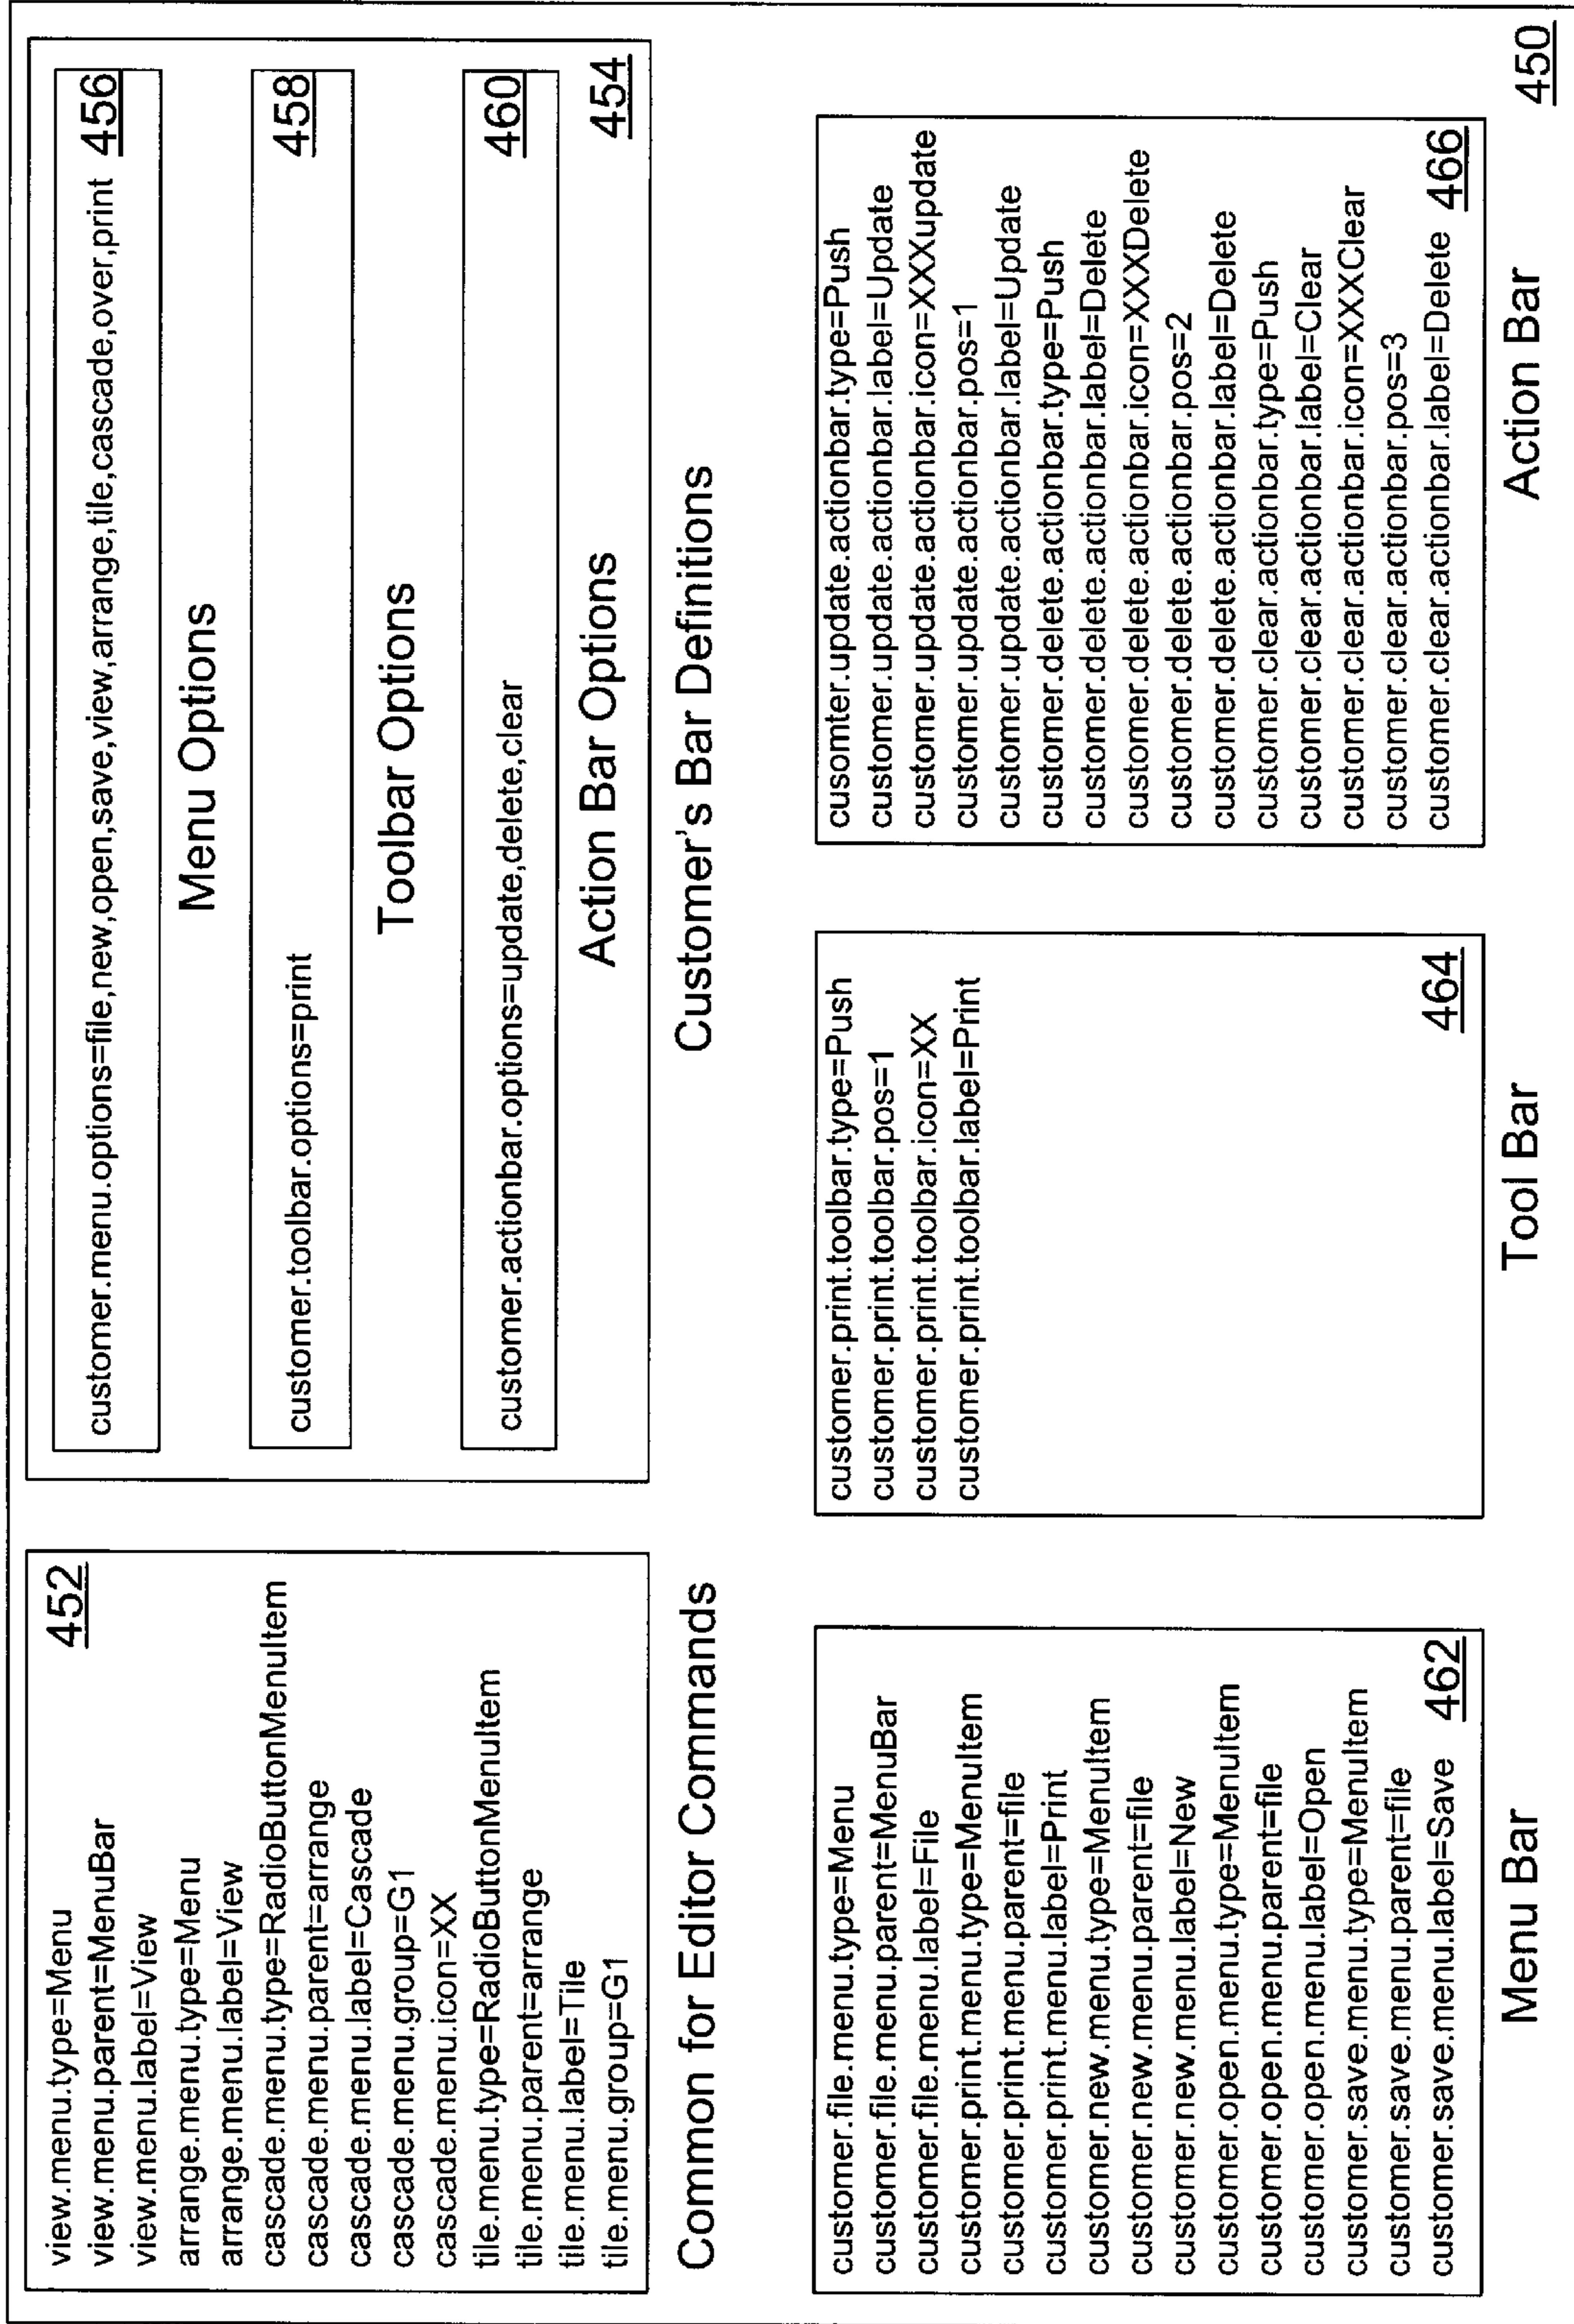 view.menu.type=Menu
view.menu.parent=MenuBar
view.menu.label=View
arrange.menu.type=Menu
arrange.menu.label=View
cascade.menu.type=RadioButtonMenuItem
cascade.menu.parent=arrange
cascade.menu.label=Cascade
cascade.menu.group=G1
cascade.menu.icon=XX
tile.menu.type=RadioButtonMenuItem
tile.menu.parent=arrange
tile.menu.label=Tile
tile.menu.group=G1
452
Common for Editor Commands
customer.menu.options=file,new,open,save,view,arrange,tile,cascade,over,print 456
Menu Options
customer.toolbar.options=print
458
Toolbar Options
customer.actionbar.options=update,delete,clear
460
Action Bar Options
454
Customer's Bar Definitions
customer.file.menu.type=Menu
customer.file.menu.parent=MenuBar
customer.file.menu.label=File
customer.print.menu.type=MenuItem
customer.print.menu.parent=file
customer.print.menu.label=Print
customer.new.menu.type=MenuItem
customer.new.menu.parent=file
customer.new.menu.label=New
customer.open.menu.type=MenuItem
customer.open.menu.parent=file
customer.open.menu.label=Open
customer.save.menu.type=MenuItem
customer.save.menu.parent=file
customer.save.menu.label=Save 462
Menu Bar
customer.print.toolbar.type=Push
customer.print.toolbar.pos=1
customer.print.toolbar.icon=XX
customer.print.toolbar.label=Print
464
Tool Bar
cusomter.update.actionbar.type=Push
customer.update.actionbar.label=Update
customer.update.actionbar.icon=XXXupdate
customer.update.actionbar.pos=1
customer.update.actionbar.label=Update
customer.delete.actionbar.type=Push
customer.delete.actionbar.label=Delete
customer.delete.actionbar.icon=XXXDelete
customer.delete.actionbar.pos=2
customer.delete.actionbar.label=Delete
customer.clear.actionbar.type=Push
customer.clear.actionbar.label=Clear
customer.clear.actionbar.icon=XXXClear
customer.clear.actionbar.pos=3
customer.clear.actionbar.label=Delete 466
Action Bar
450